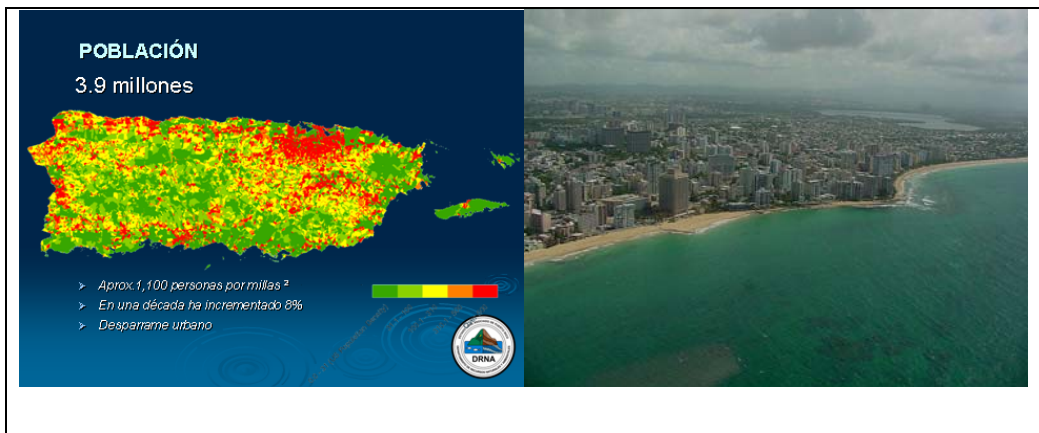 POBLACIÓN
3.9 millones
Aprox.1,100 personas por millas ²
En una década ha incrementado 8%
Desparrame urbano
DRNA